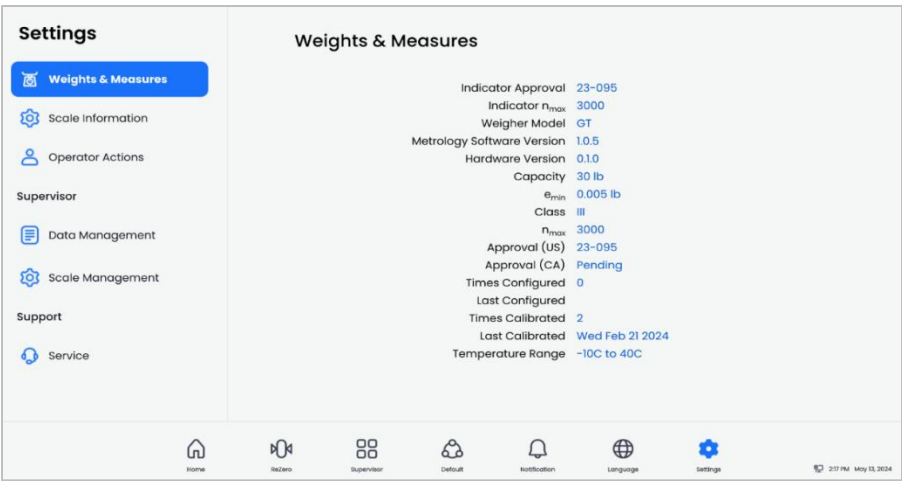 Settings
Weights & Measures
Scale Information
Operator Actions
Supervisor
Data Management
Scale Management
Support
Service
Weights & Measures
Indicator Approval 23-095
Indicator nmax 3000
Weigher Model GT
Metrology Software Version 1.0.5
Hardware Version 0.1.0
Capacity 30 lb
emin 0.005 lb
Class III
nmax 3000
Approval (US) 23-095
Approval (CA) Pending
Times Configured 0
Last Configured
Times Calibrated 2
Last Calibrated Wed Feb 21 2024
Temperature Range -10C to 40C
Home ReZero Supervisor Default Notification Language Settings 2:17 PM May 13, 2024